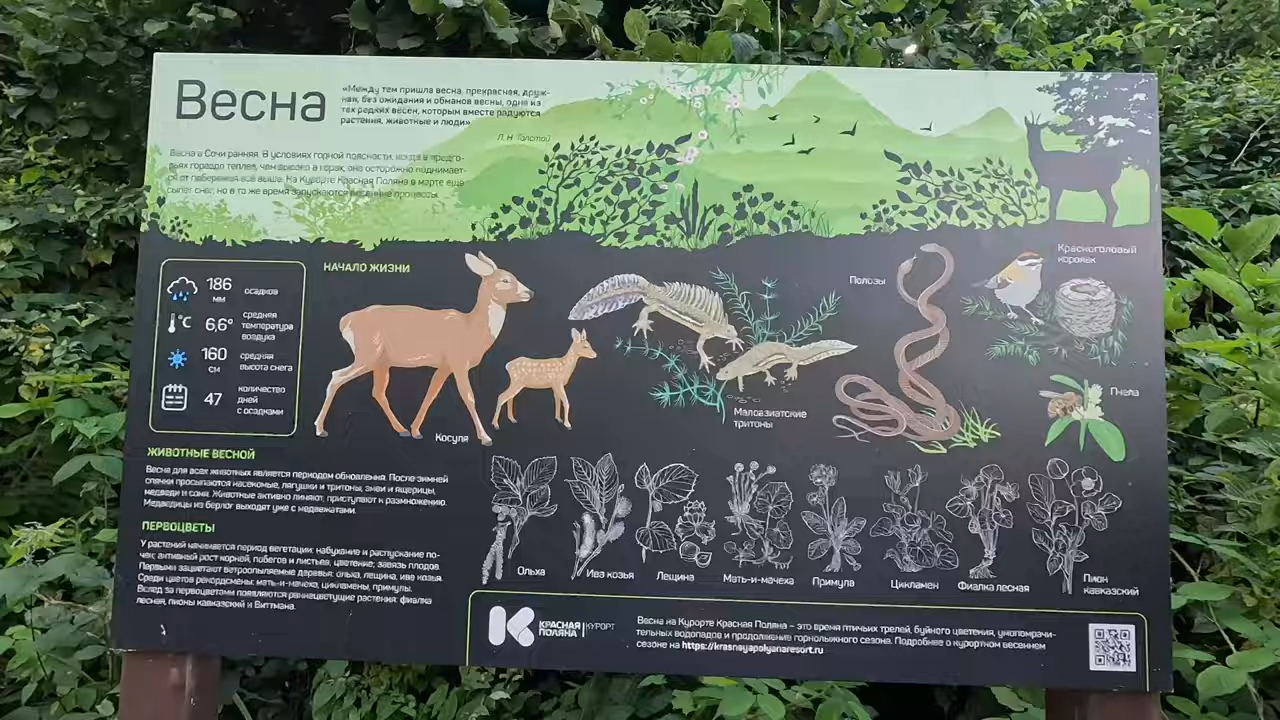 Весна
«Между тем пришла весна, прекрасная, друж-
ная, без ожидания и обманов весны, одна из
тех редких вёсен, которым вместе радуются
растения, животные и люди»
Л. Н. Толстой
Весна в Сочи ранняя. В условиях горной поясности, когда в предго-
рьях гораздо теплее, чем высоко в горах, она осторожно поднимает-
ся от побережья всё выше. На Курорте Красная Поляна в марте ещё
сыпет снег, но в то же время запускаются весенние процессы.
186
мм
осадков
°C
6,6°
средняя
температура
воздуха
160
см
средняя
высота снега
47
количество
дней
с осадками
НАЧАЛО ЖИЗНИ
Косуля
Малоазиатские
тритоны
Полозы
Красноголовый
королёк
Пчела
ЖИВОТНЫЕ ВЕСНОЙ
Весна для всех животных является периодом обновления. После зимней
спячки просыпаются насекомые, лягушки и тритоны, змеи и ящерицы,
медведи и сони. Животные активно линяют, приступают к размножению.
Медведицы из берлог выходят уже с медвежатами.
ПЕРВОЦВЕТЫ
У растений начинается период вегетации: набухание и распускание по-
чек, активный рост корней, побегов и листьев, цветение, завязь плодов.
Первыми зацветают ветроопыляемые деревья: ольха, лещина, ива козья.
Среди цветов рекордсмены: мать-и-мачеха, цикламены, примулы.
Вслед за первоцветами появляются раннецветущие растения: фиалка
лесная, пионы кавказский и Виттмана.
Ольха
Ива козья
Лещина
Мать-и-мачеха
Примула
Цикламен
Фиалка лесная
Пион
кавказский
КРАСНАЯ
ПОЛЯНА
КУРОРТ
Весна на Курорте Красная Поляна – это время птичьих трелей, буйного цветения, умопомрачи-
тельных водопадов и продолжение горнолыжного сезона. Подробнее о курортном весеннем
сезоне на https://krasnayapolyanaresort.ru